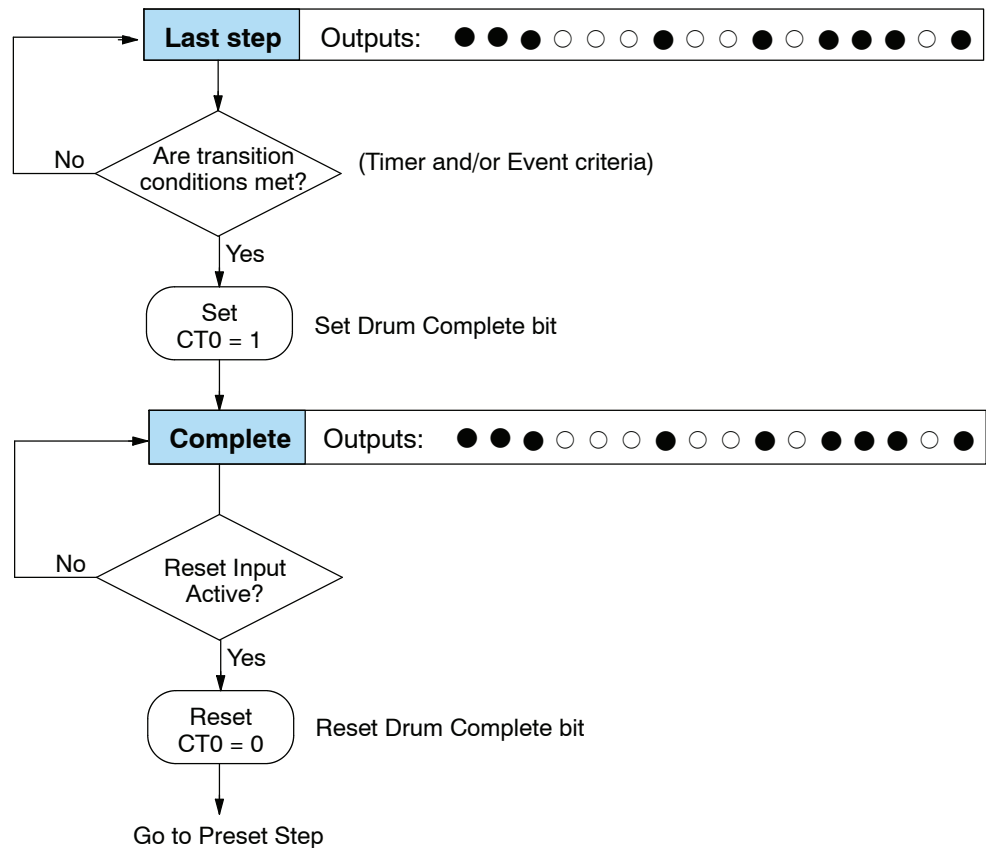 Last step Outputs:
No
Are transition
conditions met?
(Timer and/or Event criteria)
Yes
Set
CT0 = 1
Set Drum Complete bit
Complete Outputs:
No
Reset Input
Active?
Yes
Reset
CT0 = 0
Reset Drum Complete bit
Go to Preset Step